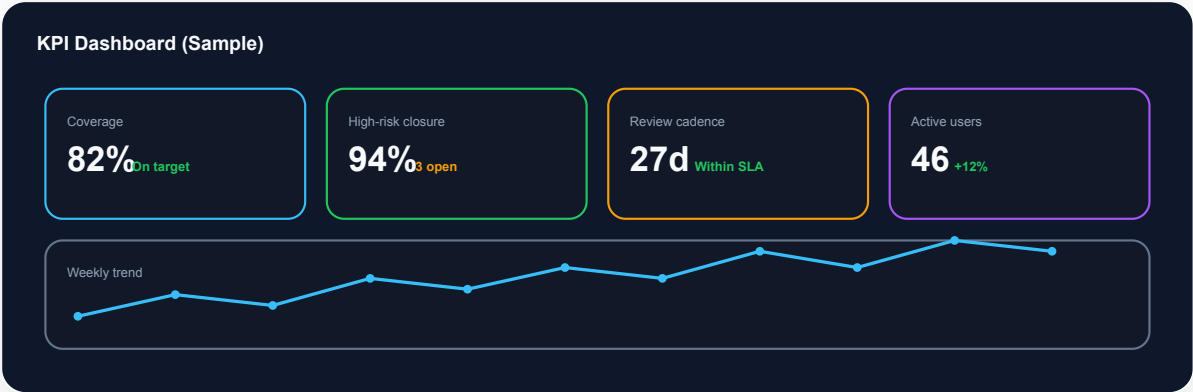 KPI Dashboard (Sample)
Coverage
82% On target
High-risk closure
94% 3 open
Review cadence
27d Within SLA
Active users
46 +12%
Weekly trend